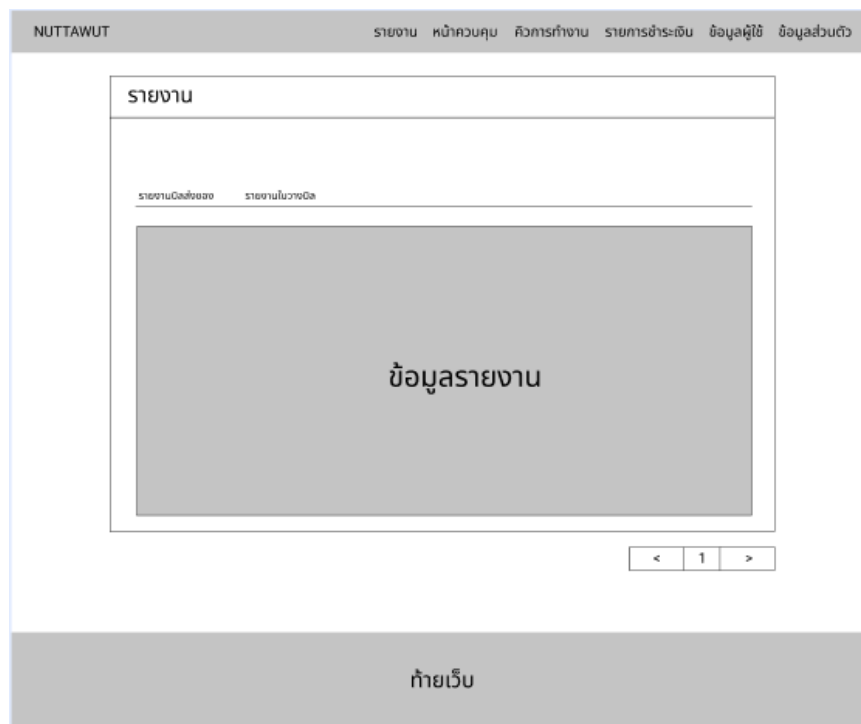 NUTTAWUT รายงาน หน้าควบคุม คิวการทำงาน รายการชำระเงิน ข้อมูลผู้ใช้ ข้อมูลส่วนตัว
รายงาน
รายงานบิลส่งของ รายงานใบวางบิล
ข้อมูลรายงาน
< 1 >
ท้ายเว็บ